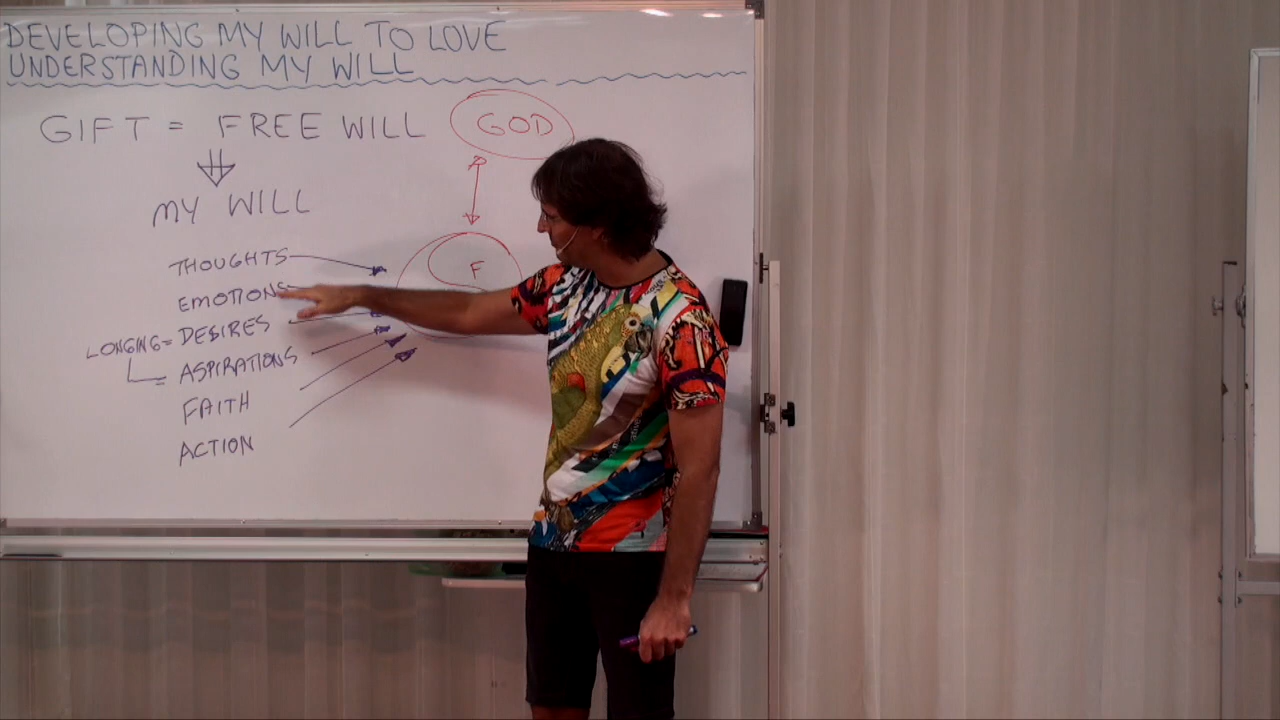 DEVELOPING MY WILL TO LOVE
UNDERSTANDING MY WILL
GIFT = FREE WILL
GOD
MY WILL
THOUGHTS
F
EMOTIONS
LONGING = DESIRES
= ASPIRATIONS
FAITH
ACTION